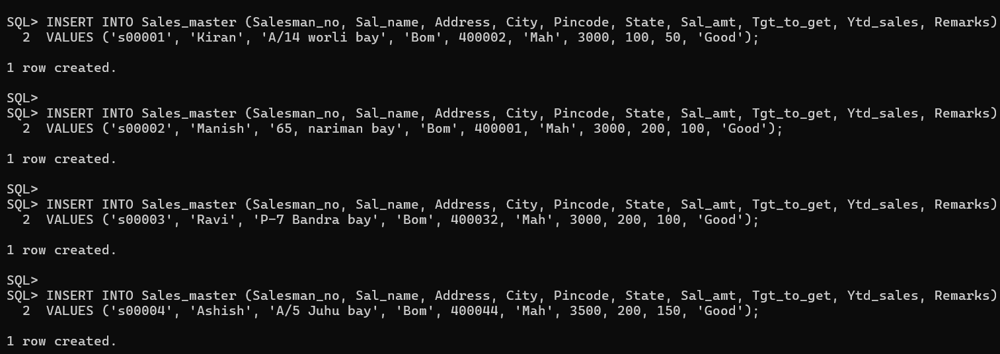 SQL> INSERT INTO Sales_master (Salesman_no, Sal_name, Address, City, Pincode, State, Sal_amt, Tgt_to_get, Ytd_sales, Remarks)
  2  VALUES ('s00001', 'Kiran', 'A/14 worli bay', 'Bom', 400002, 'Mah', 3000, 100, 50, 'Good');
1 row created.
SQL>
SQL> INSERT INTO Sales_master (Salesman_no, Sal_name, Address, City, Pincode, State, Sal_amt, Tgt_to_get, Ytd_sales, Remarks)
  2  VALUES ('s00002', 'Manish', '65, nariman bay', 'Bom', 400001, 'Mah', 3000, 200, 100, 'Good');
1 row created.
SQL>
SQL> INSERT INTO Sales_master (Salesman_no, Sal_name, Address, City, Pincode, State, Sal_amt, Tgt_to_get, Ytd_sales, Remarks)
  2  VALUES ('s00003', 'Ravi', 'P-7 Bandra bay', 'Bom', 400032, 'Mah', 3000, 200, 100, 'Good');
1 row created.
SQL>
SQL> INSERT INTO Sales_master (Salesman_no, Sal_name, Address, City, Pincode, State, Sal_amt, Tgt_to_get, Ytd_sales, Remarks)
  2  VALUES ('s00004', 'Ashish', 'A/5 Juhu bay', 'Bom', 400044, 'Mah', 3500, 200, 150, 'Good');
1 row created.